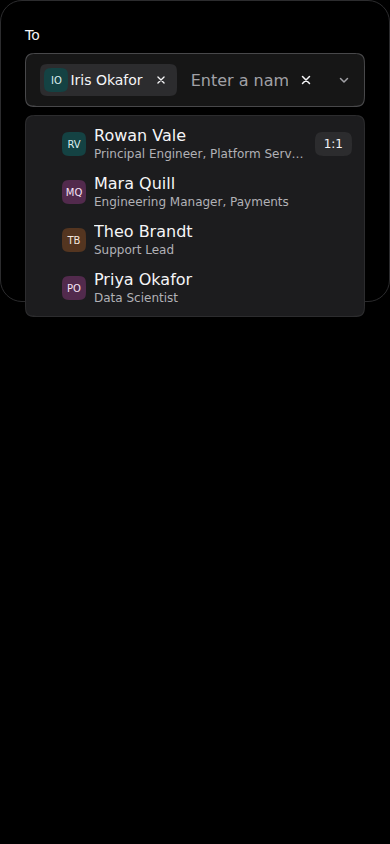 To
IO Iris Okafor × Enter a nam ×
RV Rowan Vale
Principal Engineer, Platform Serv... 1:1
MQ Mara Quill
Engineering Manager, Payments
TB Theo Brandt
Support Lead
PO Priya Okafor
Data Scientist